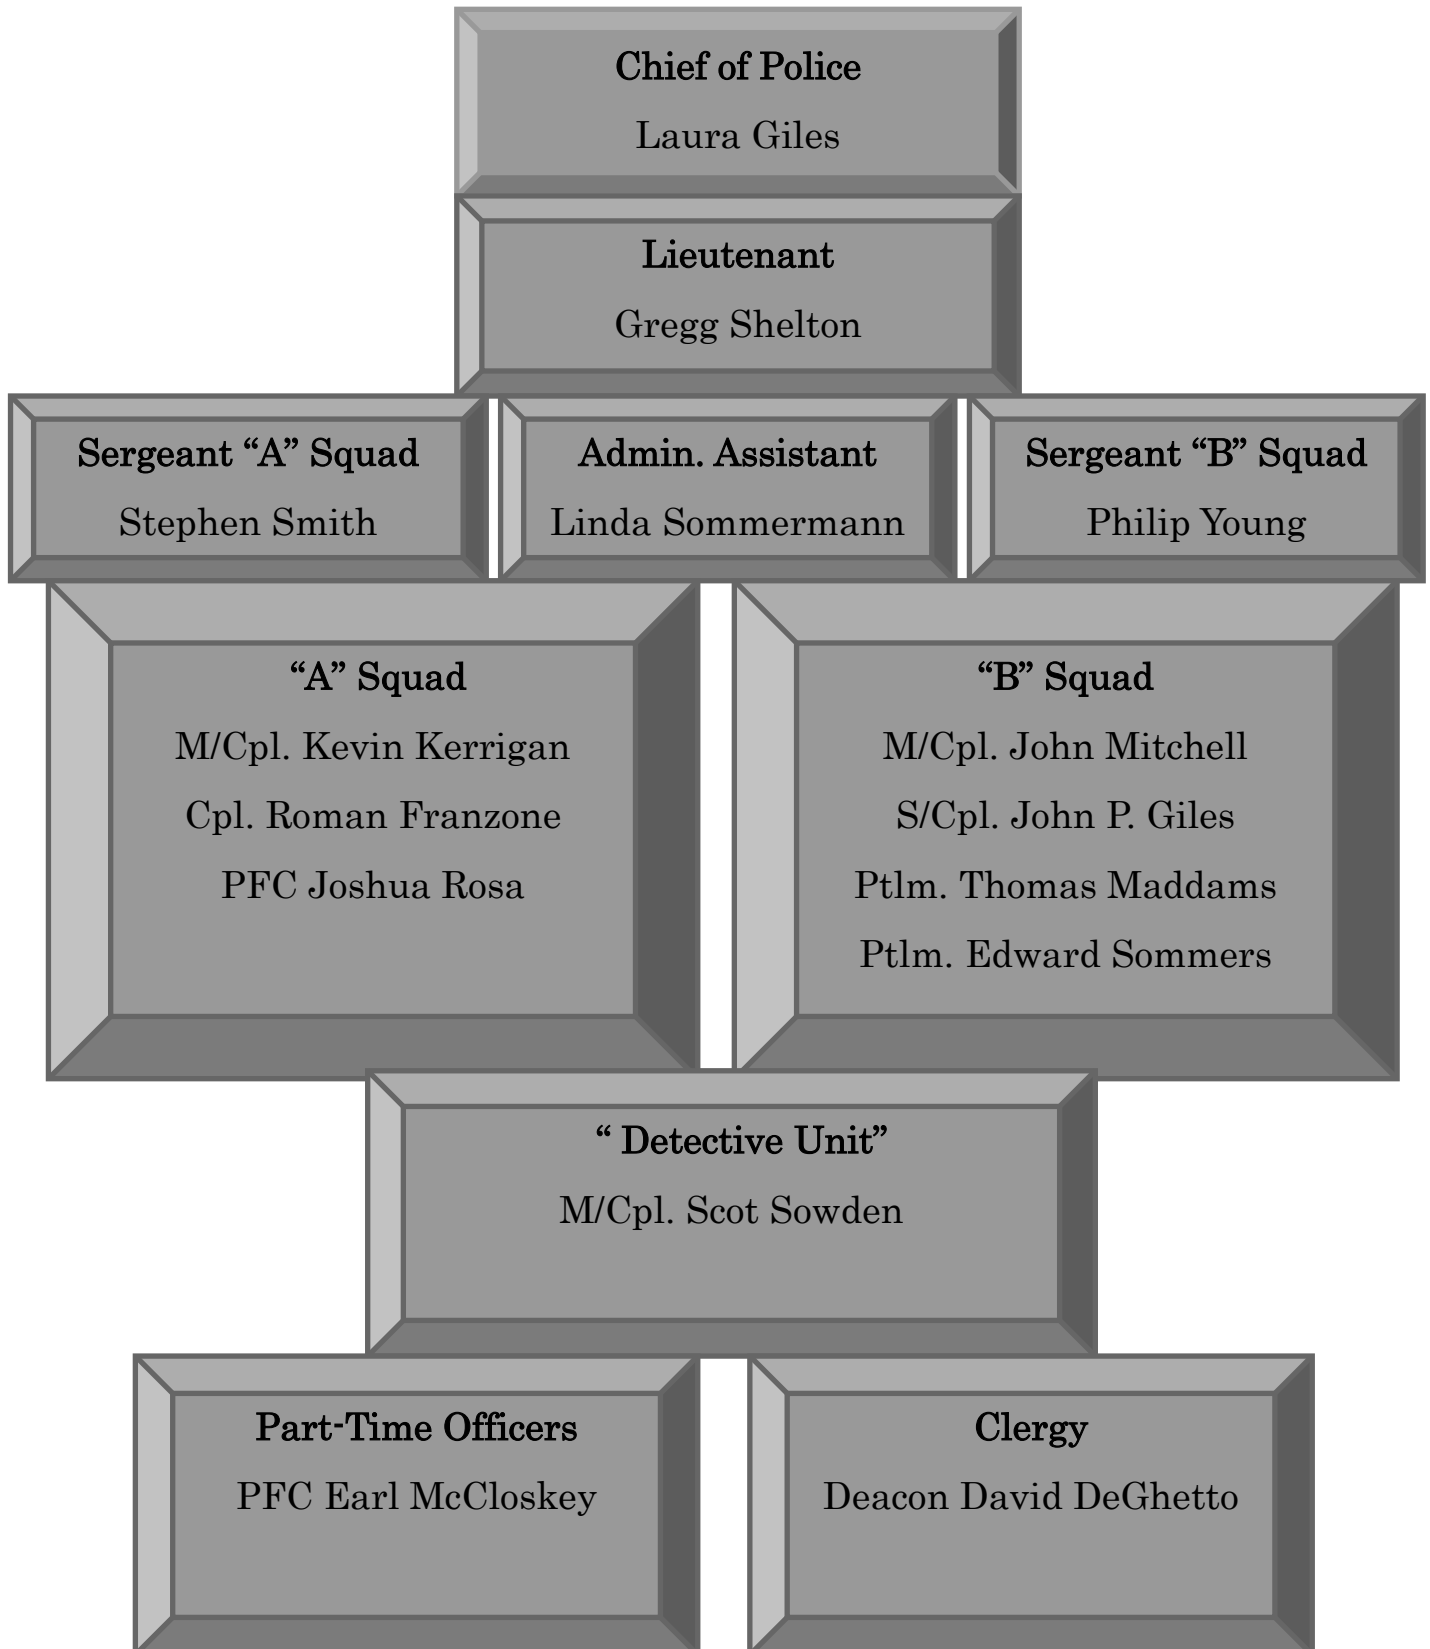 Chief of Police
Laura Giles
Lieutenant
Gregg Shelton
Sergeant “A” Squad
Stephen Smith
Admin. Assistant
Linda Sommermann
Sergeant “B” Squad
Philip Young
“A” Squad
M/Cpl. Kevin Kerrigan
Cpl. Roman Franzone
PFC Joshua Rosa
“B” Squad
M/Cpl. John Mitchell
S/Cpl. John P. Giles
Ptlm. Thomas Maddams
Ptlm. Edward Sommers
“ Detective Unit”
M/Cpl. Scot Sowden
Part-Time Officers
PFC Earl McCloskey
Clergy
Deacon David DeGhetto